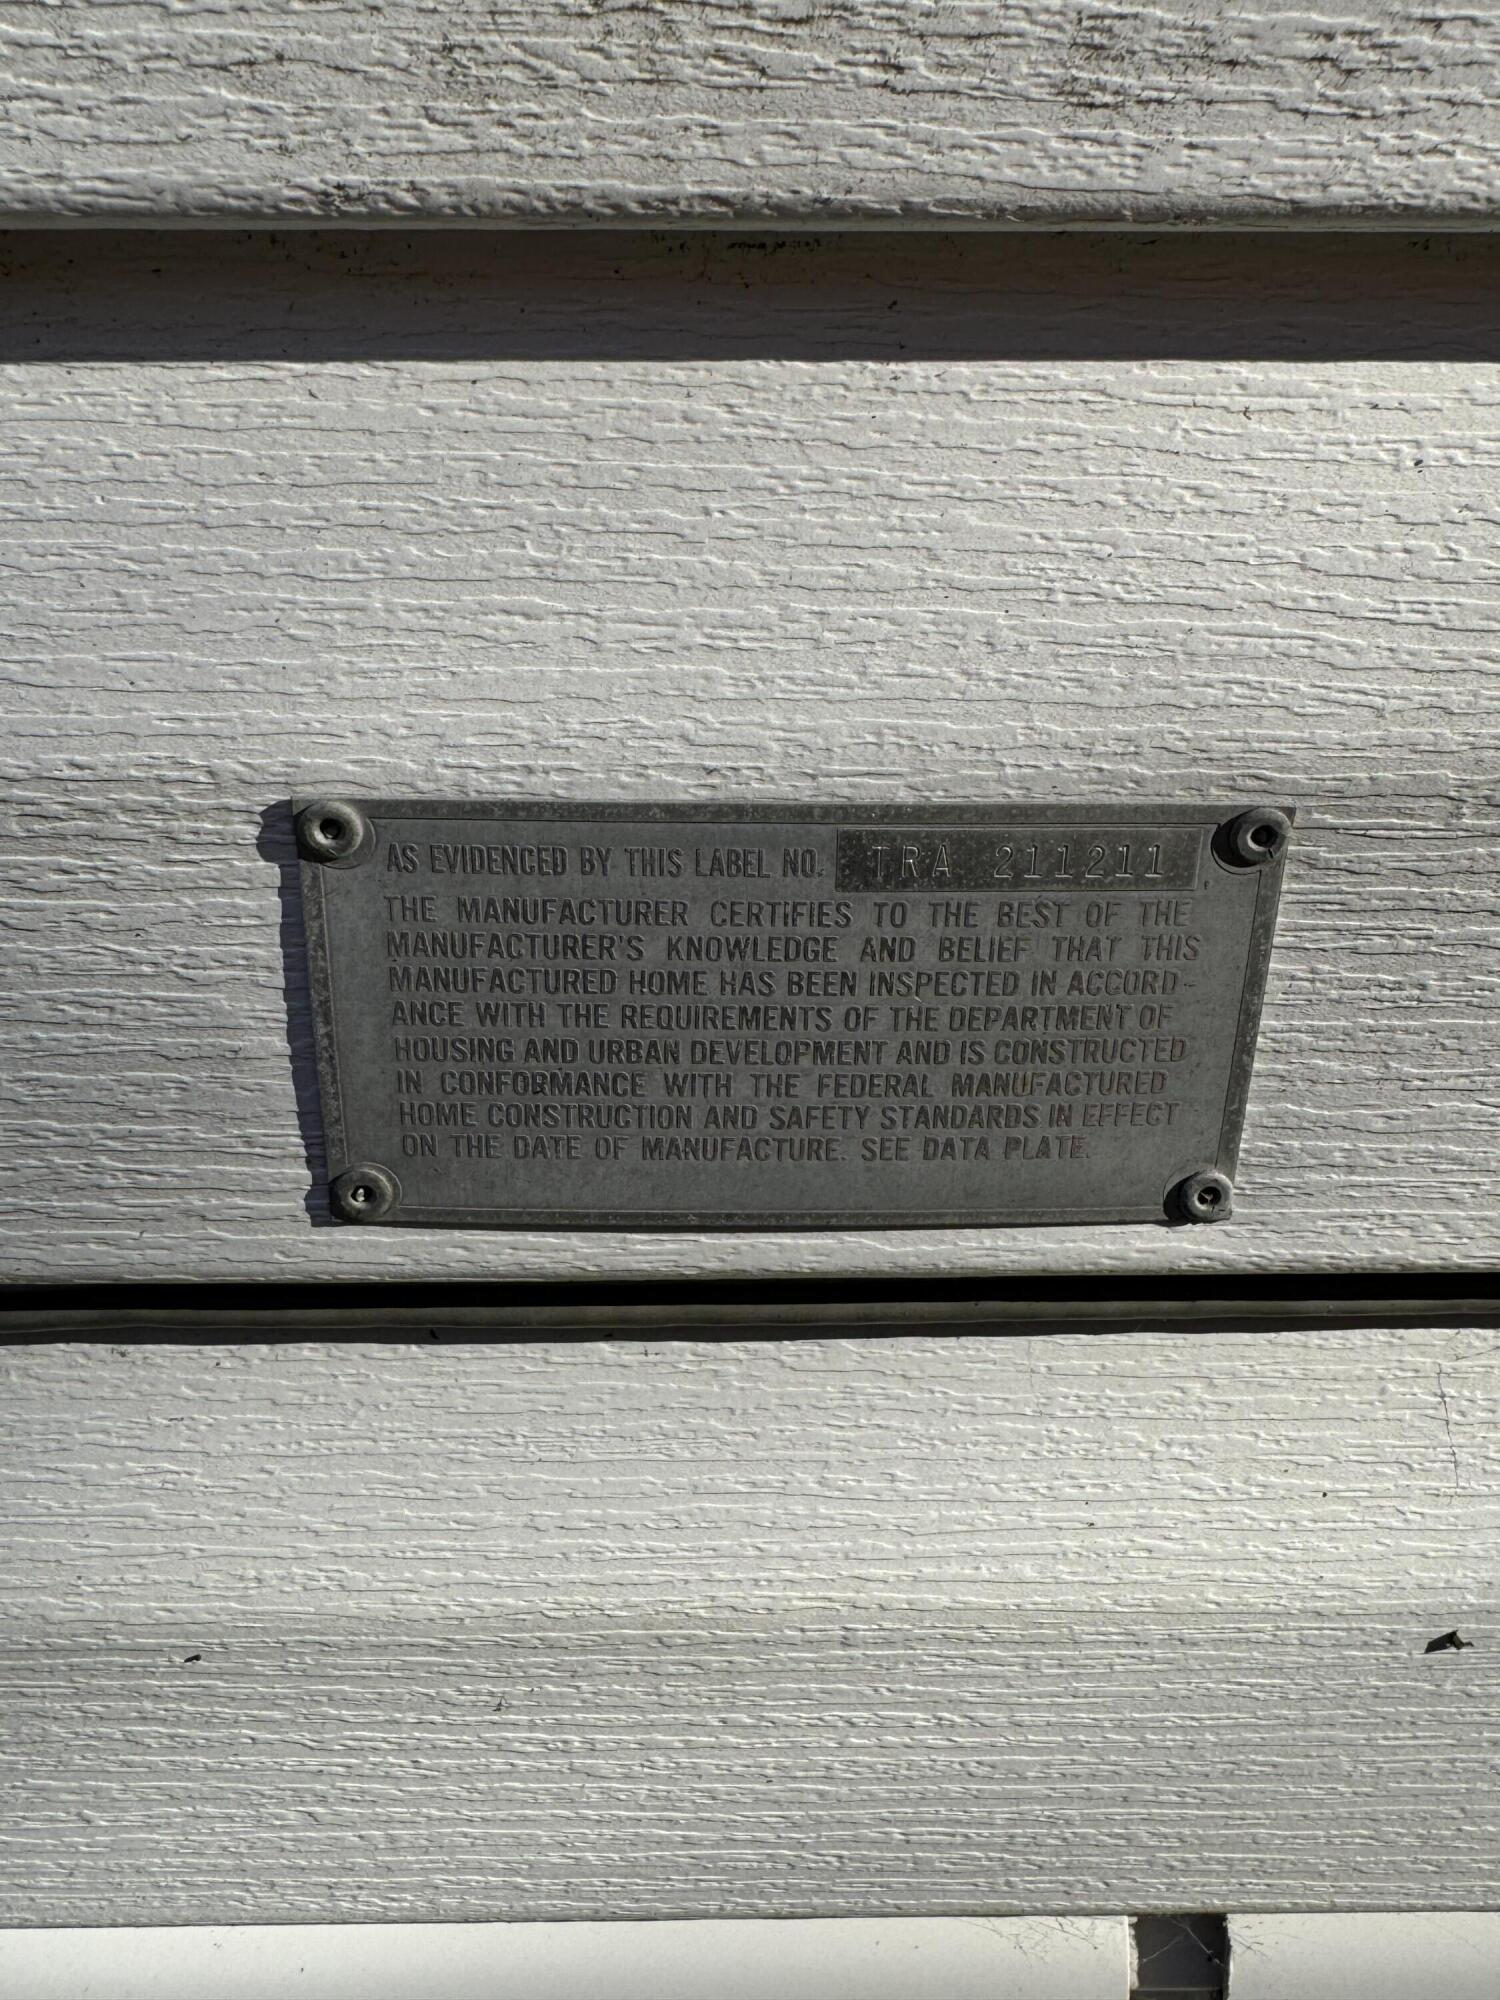 AS EVIDENCED BY THIS LABEL NO. TRA 211211
THE MANUFACTURER CERTIFIES TO THE BEST OF THE
MANUFACTURER'S KNOWLEDGE AND BELIEF THAT THIS
MANUFACTURED HOME HAS BEEN INSPECTED IN ACCORD-
ANCE WITH THE REQUIREMENTS OF THE DEPARTMENT OF
HOUSING AND URBAN DEVELOPMENT AND IS CONSTRUCTED
IN CONFORMANCE WITH THE FEDERAL MANUFACTURED
HOME CONSTRUCTION AND SAFETY STANDARDS IN EFFECT
ON THE DATE OF MANUFACTURE. SEE DATA PLATE.